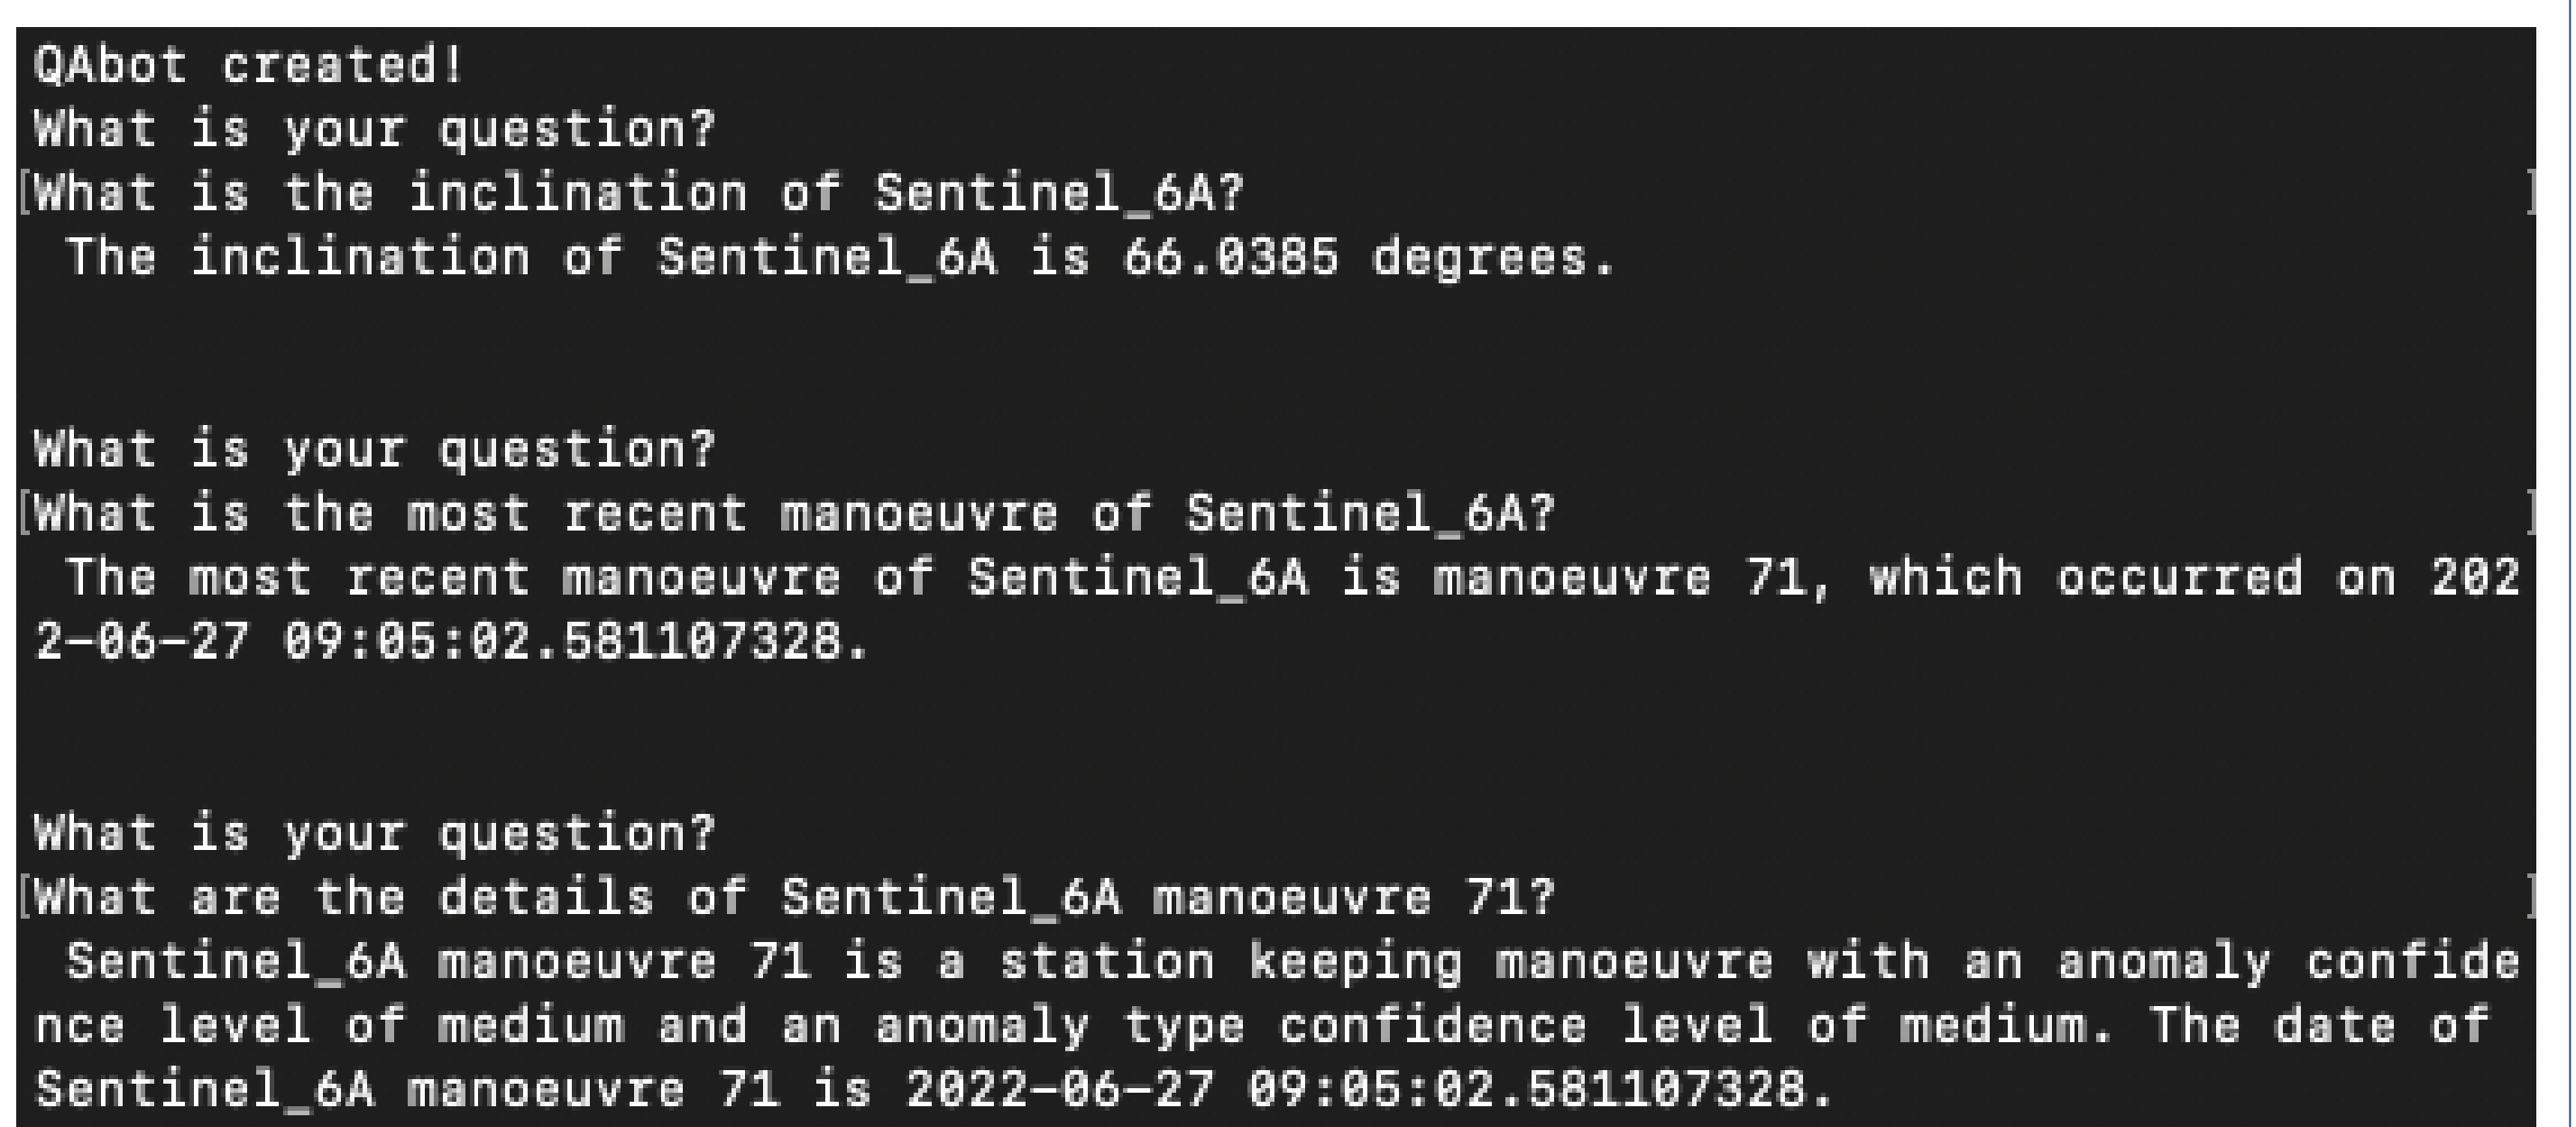 QAbot created!
What is your question?
[What is the inclination of Sentinel_6A? ]
The inclination of Sentinel_6A is 66.0385 degrees.
What is your question?
[What is the most recent manoeuvre of Sentinel_6A? ]
The most recent manoeuvre of Sentinel_6A is manoeuvre 71, which occurred on 202
2-06-27 09:05:02.581107328.
What is your question?
[What are the details of Sentinel_6A manoeuvre 71? ]
Sentinel_6A manoeuvre 71 is a station keeping manoeuvre with an anomaly confide
nce level of medium and an anomaly type confidence level of medium. The date of
Sentinel_6A manoeuvre 71 is 2022-06-27 09:05:02.581107328.